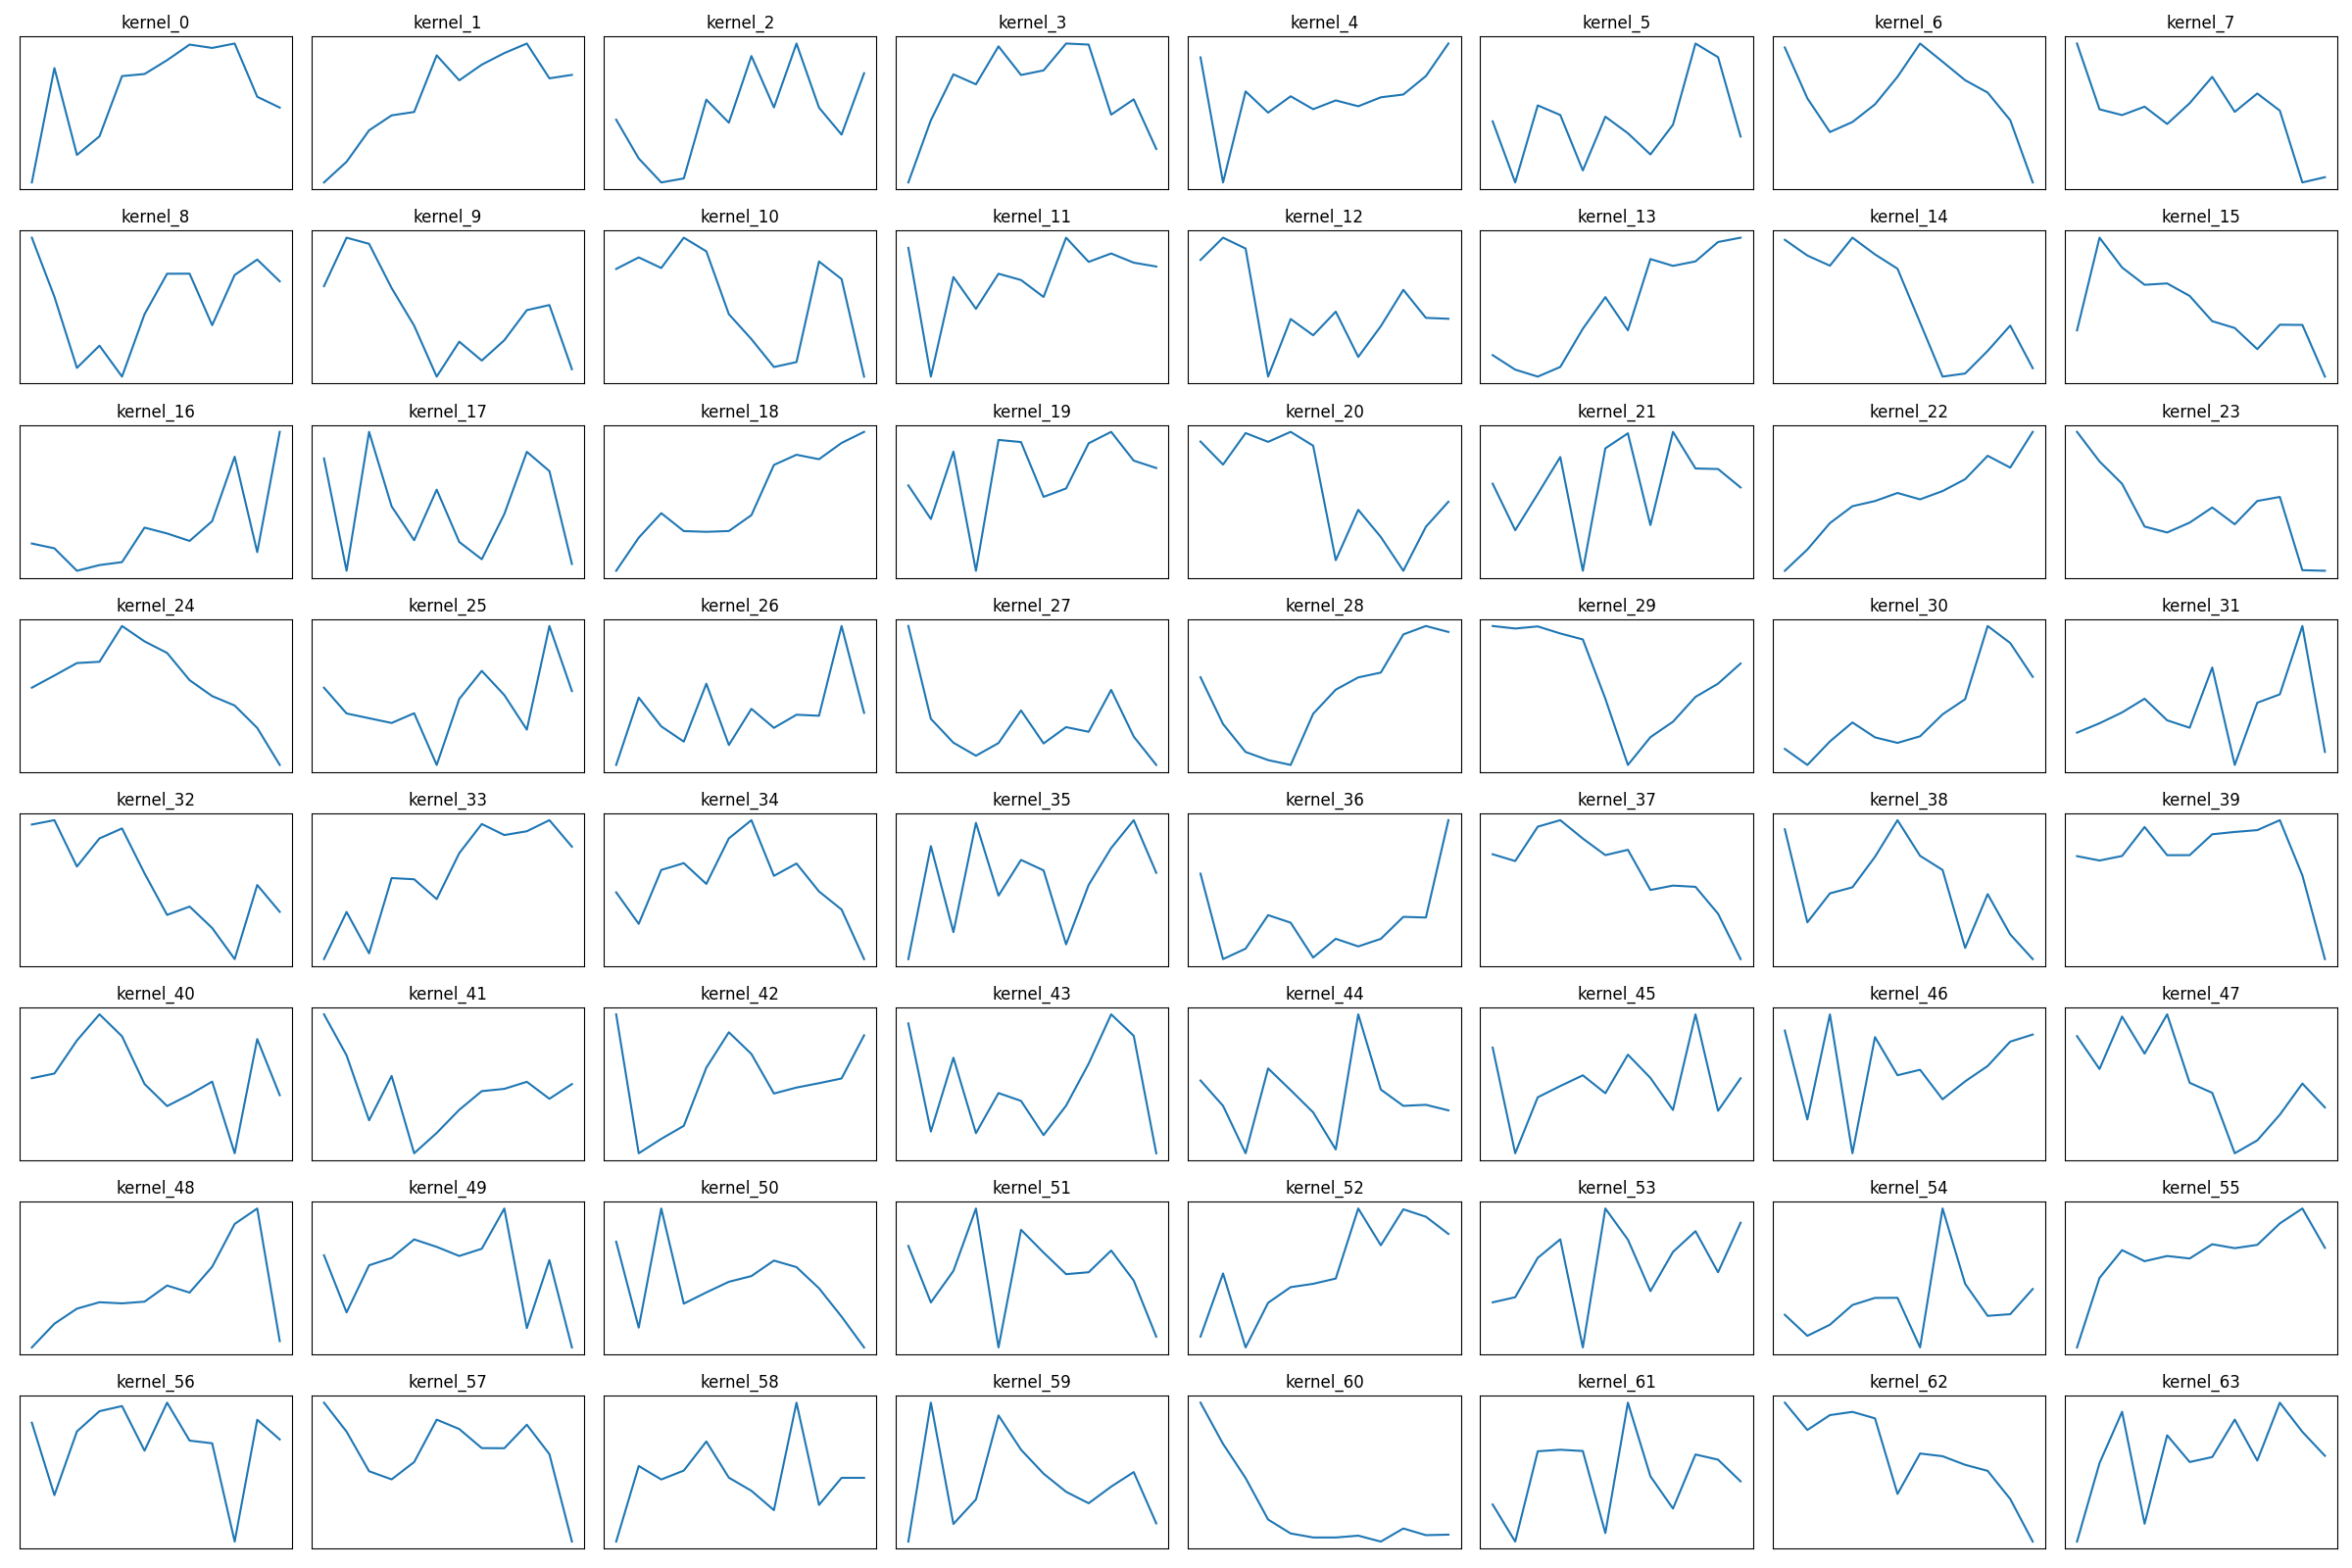 kernel_0 kernel_1 kernel_2 kernel_3 kernel_4 kernel_5 kernel_6 kernel_7
kernel_8 kernel_9 kernel_10 kernel_11 kernel_12 kernel_13 kernel_14 kernel_15
kernel_16 kernel_17 kernel_18 kernel_19 kernel_20 kernel_21 kernel_22 kernel_23
kernel_24 kernel_25 kernel_26 kernel_27 kernel_28 kernel_29 kernel_30 kernel_31
kernel_32 kernel_33 kernel_34 kernel_35 kernel_36 kernel_37 kernel_38 kernel_39
kernel_40 kernel_41 kernel_42 kernel_43 kernel_44 kernel_45 kernel_46 kernel_47
kernel_48 kernel_49 kernel_50 kernel_51 kernel_52 kernel_53 kernel_54 kernel_55
kernel_56 kernel_57 kernel_58 kernel_59 kernel_60 kernel_61 kernel_62 kernel_63